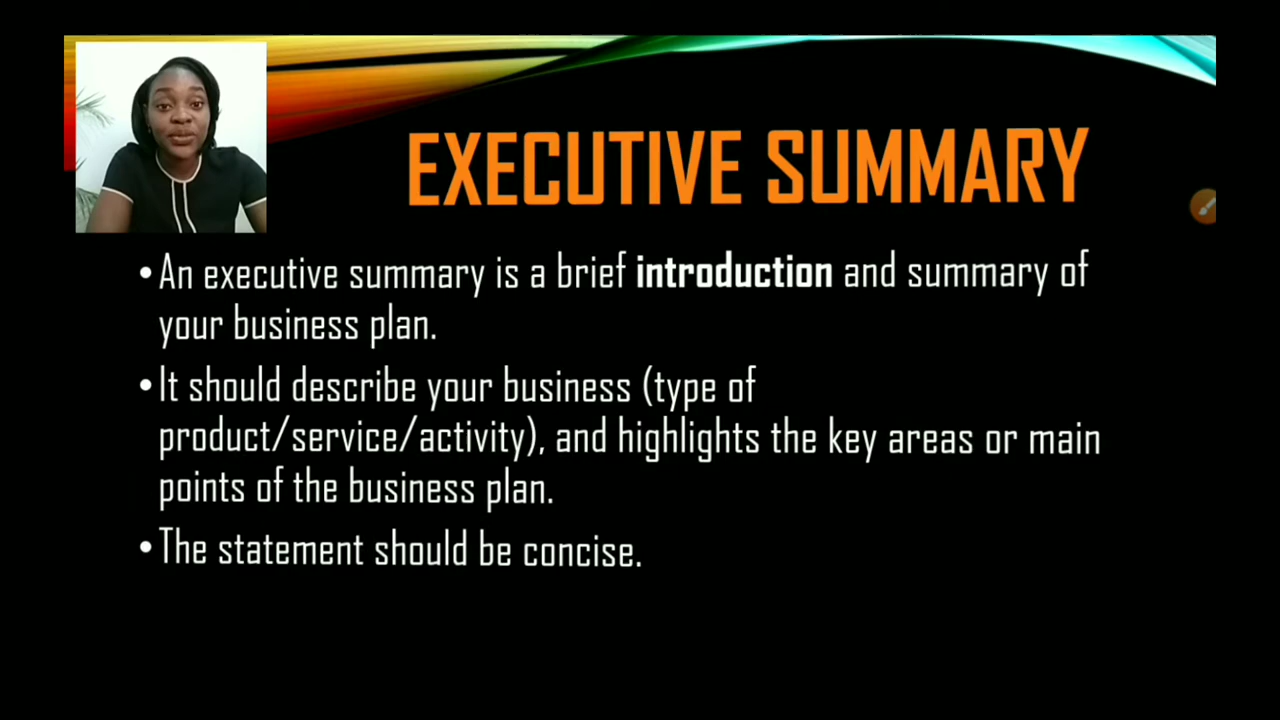 EXECUTIVE SUMMARY
•An executive summary is a brief introduction and summary of
your business plan.
•It should describe your business (type of
product/service/activity), and highlights the key areas or main
points of the business plan.
•The statement should be concise.